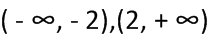 ( - ∞, - 2),(2, + ∞)